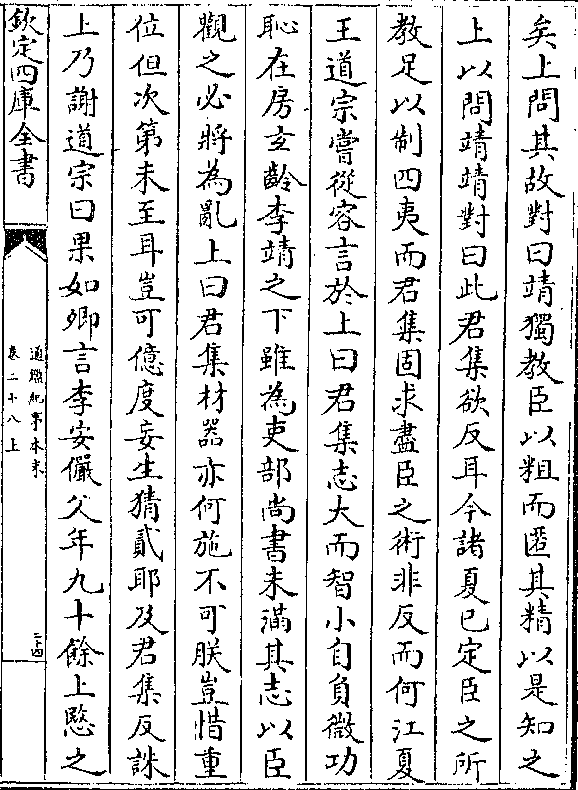 矣上問其故對曰靖獨教臣以粗而匿其精以是知之
上以問靖靖對曰此君集欲反耳今諸夏已定臣之所
教足以制四夷而君集固求盡臣之術非反而何江夏
王道宗嘗從容言於上曰君集志大而智小自負微功
恥在房玄齡李靖之下雖為吏部尚書未滿其志以臣
觀之必將為亂上曰君集材器亦何施不可朕豈惜重
位但次第未至耳豈可億度妄生猜貳耶及君集反誅
上乃謝道宗曰果如卿言李安儼父年九十餘上愍之
欽定四庫全書
通鑑紀事本末
卷二十八上
二十四